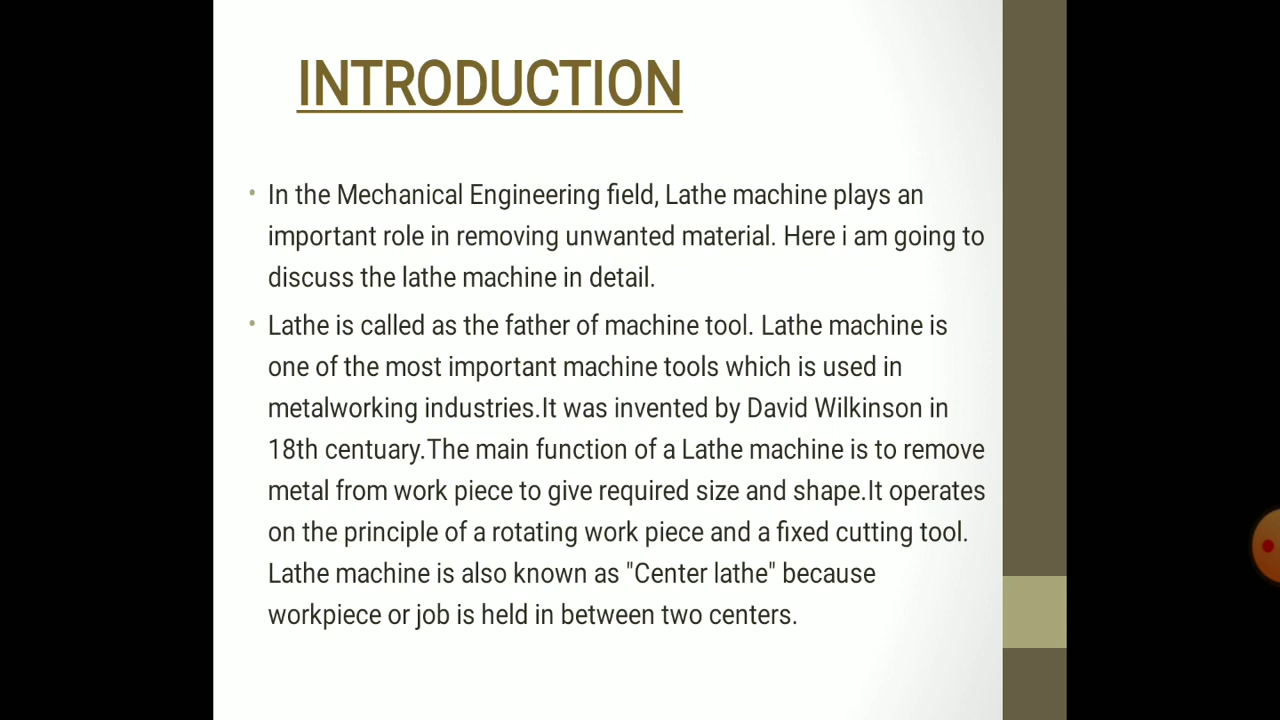 INTRODUCTION
• In the Mechanical Engineering field, Lathe machine plays an
important role in removing unwanted material. Here i am going to
discuss the lathe machine in detail.
• Lathe is called as the father of machine tool. Lathe machine is
one of the most important machine tools which is used in
metalworking industries.It was invented by David Wilkinson in
18th centuary.The main function of a Lathe machine is to remove
metal from work piece to give required size and shape.It operates
on the principle of a rotating work piece and a fixed cutting tool.
Lathe machine is also known as "Center lathe" because
workpiece or job is held in between two centers.